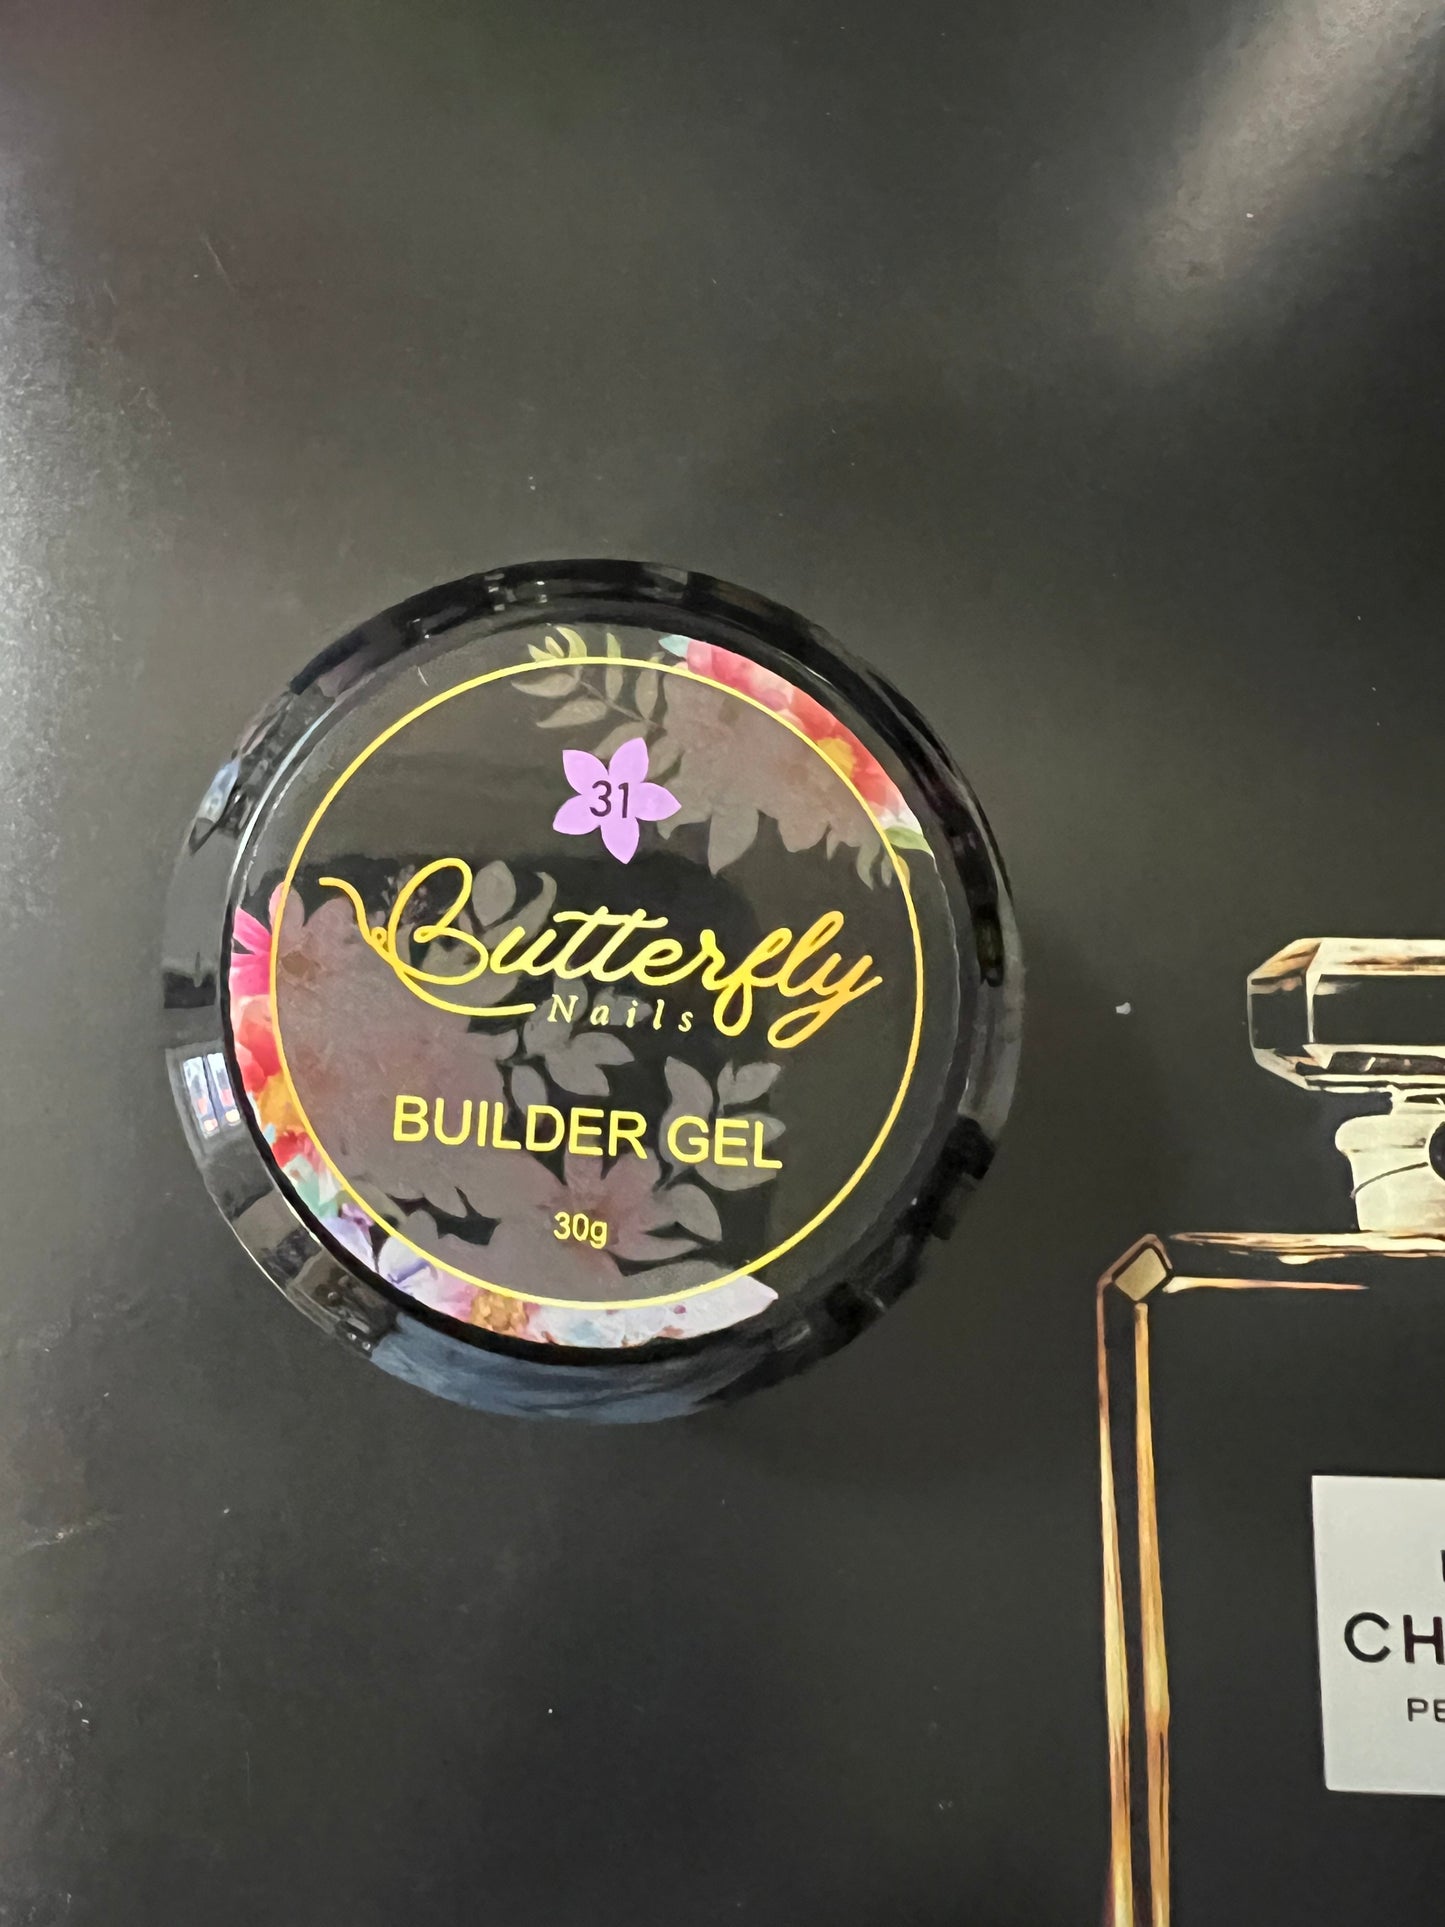 31
Butterfly
Nails
BUILDER GEL
30g
CH
PE